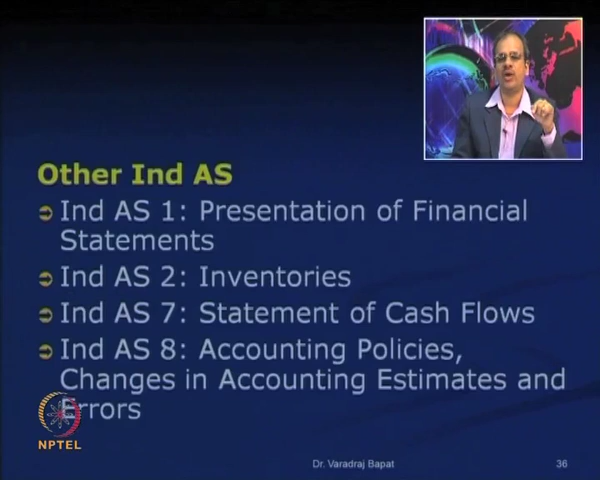 Other Ind AS
Ind AS 1: Presentation of Financial
Statements
Ind AS 2: Inventories
Ind AS 7: Statement of Cash Flows
Ind AS 8: Accounting Policies,
Changes in Accounting Estimates and
Errors
NPTEL
Dr. Varadraj Bapat
36